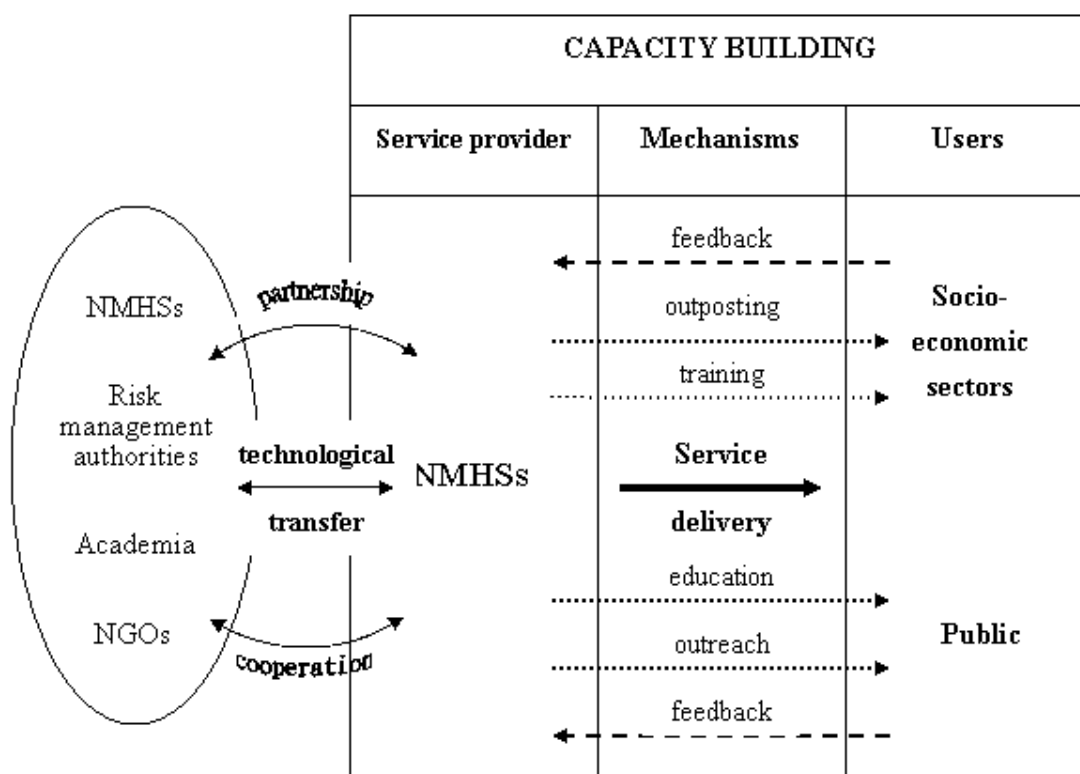 CAPACITY BUILDING
Service provider
Mechanisms
Users
NMHSs
Risk
management
authorities
Academia
NGOs
partnership
technological
transfer
cooperation
NMHSs
feedback
outposting
training
Service
delivery
education
outreach
feedback
Socio-
economic
sectors
Public